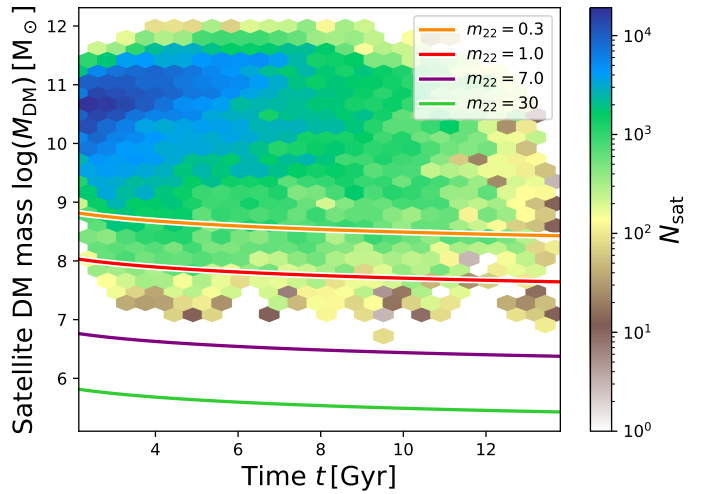 Satellite DM mass log(M_DM) [M_⊙]
12
11
10
9
8
7
6
4
6
8
10
12
Time t [Gyr]
m_22 = 0.3
m_22 = 1.0
m_22 = 7.0
m_22 = 30
10^4
10^3
10^2
10^1
10^0
N_sat